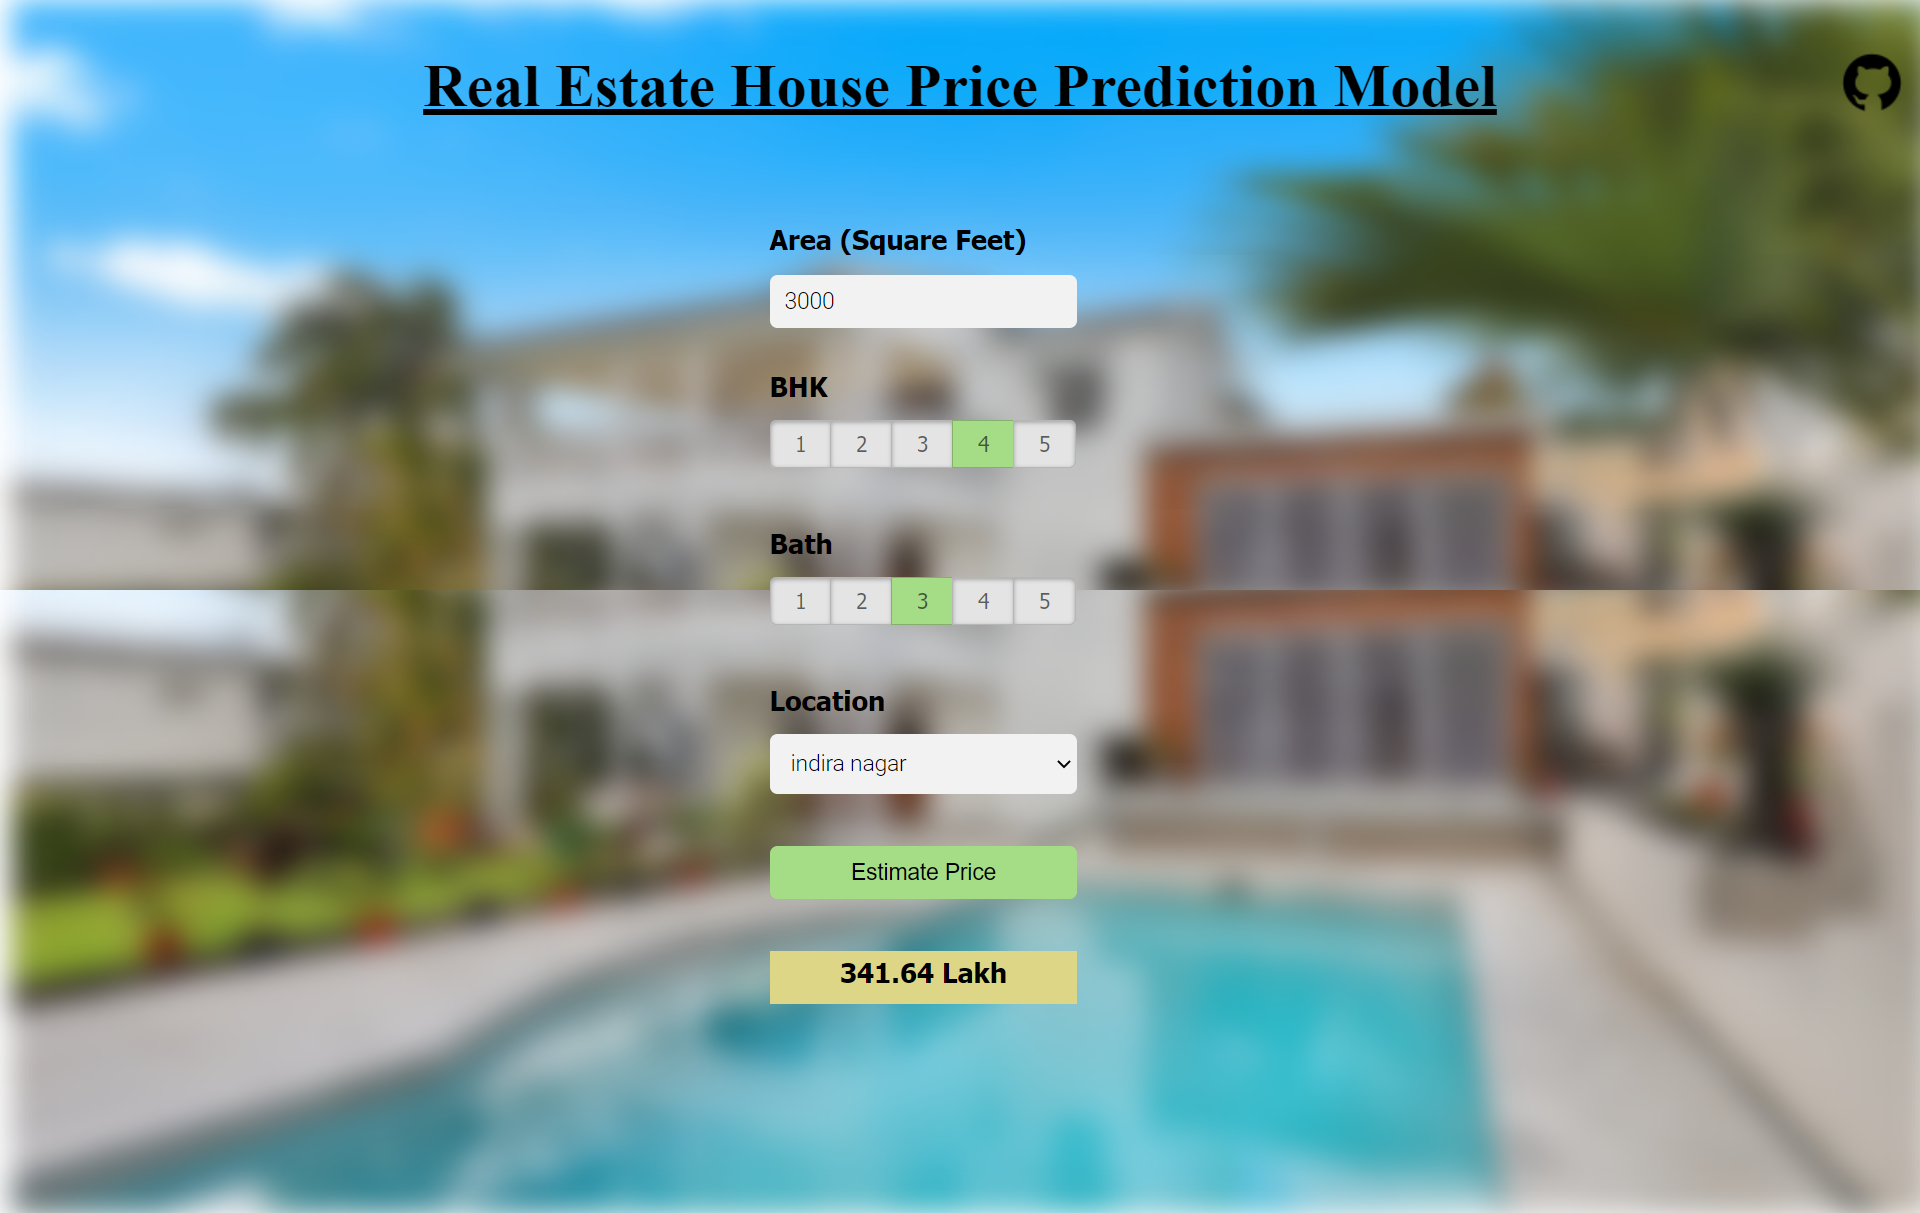 Real Estate House Price Prediction Model
Area (Square Feet)
3000
BHK
1 2 3 4 5
Bath
1 2 3 4 5
Location
indira nagar
Estimate Price
341.64 Lakh